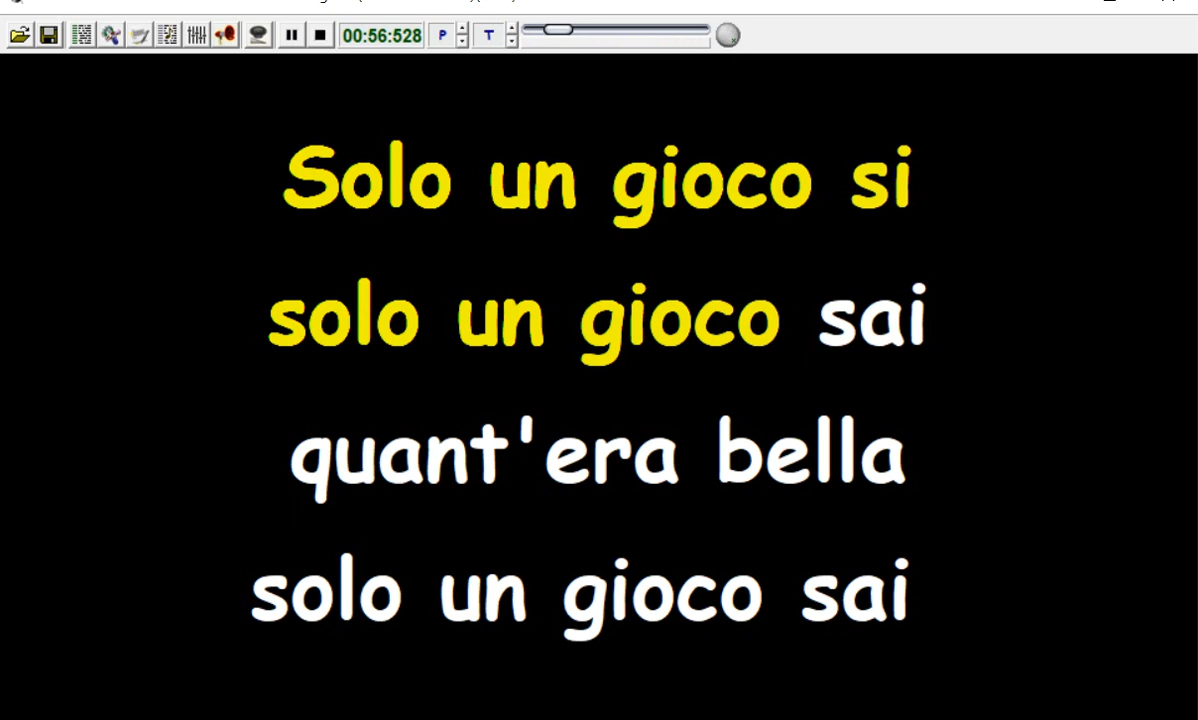 00:56:528 P T
Solo un gioco si
solo un gioco sai
quant'era bella
solo un gioco sai